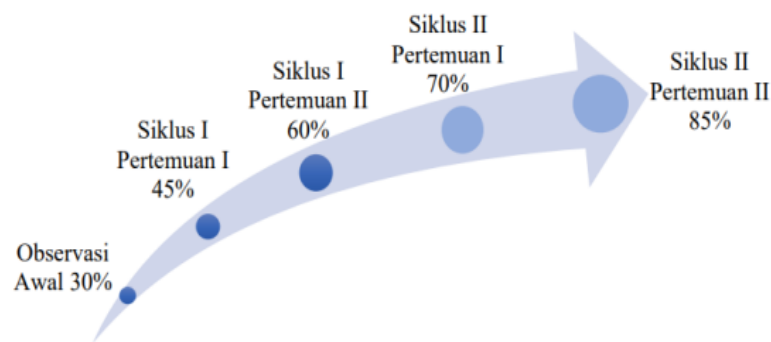 Observasi
Awal 30%
Siklus I
Pertemuan I
45%
Siklus I
Pertemuan II
60%
Siklus II
Pertemuan I
70%
Siklus II
Pertemuan II
85%